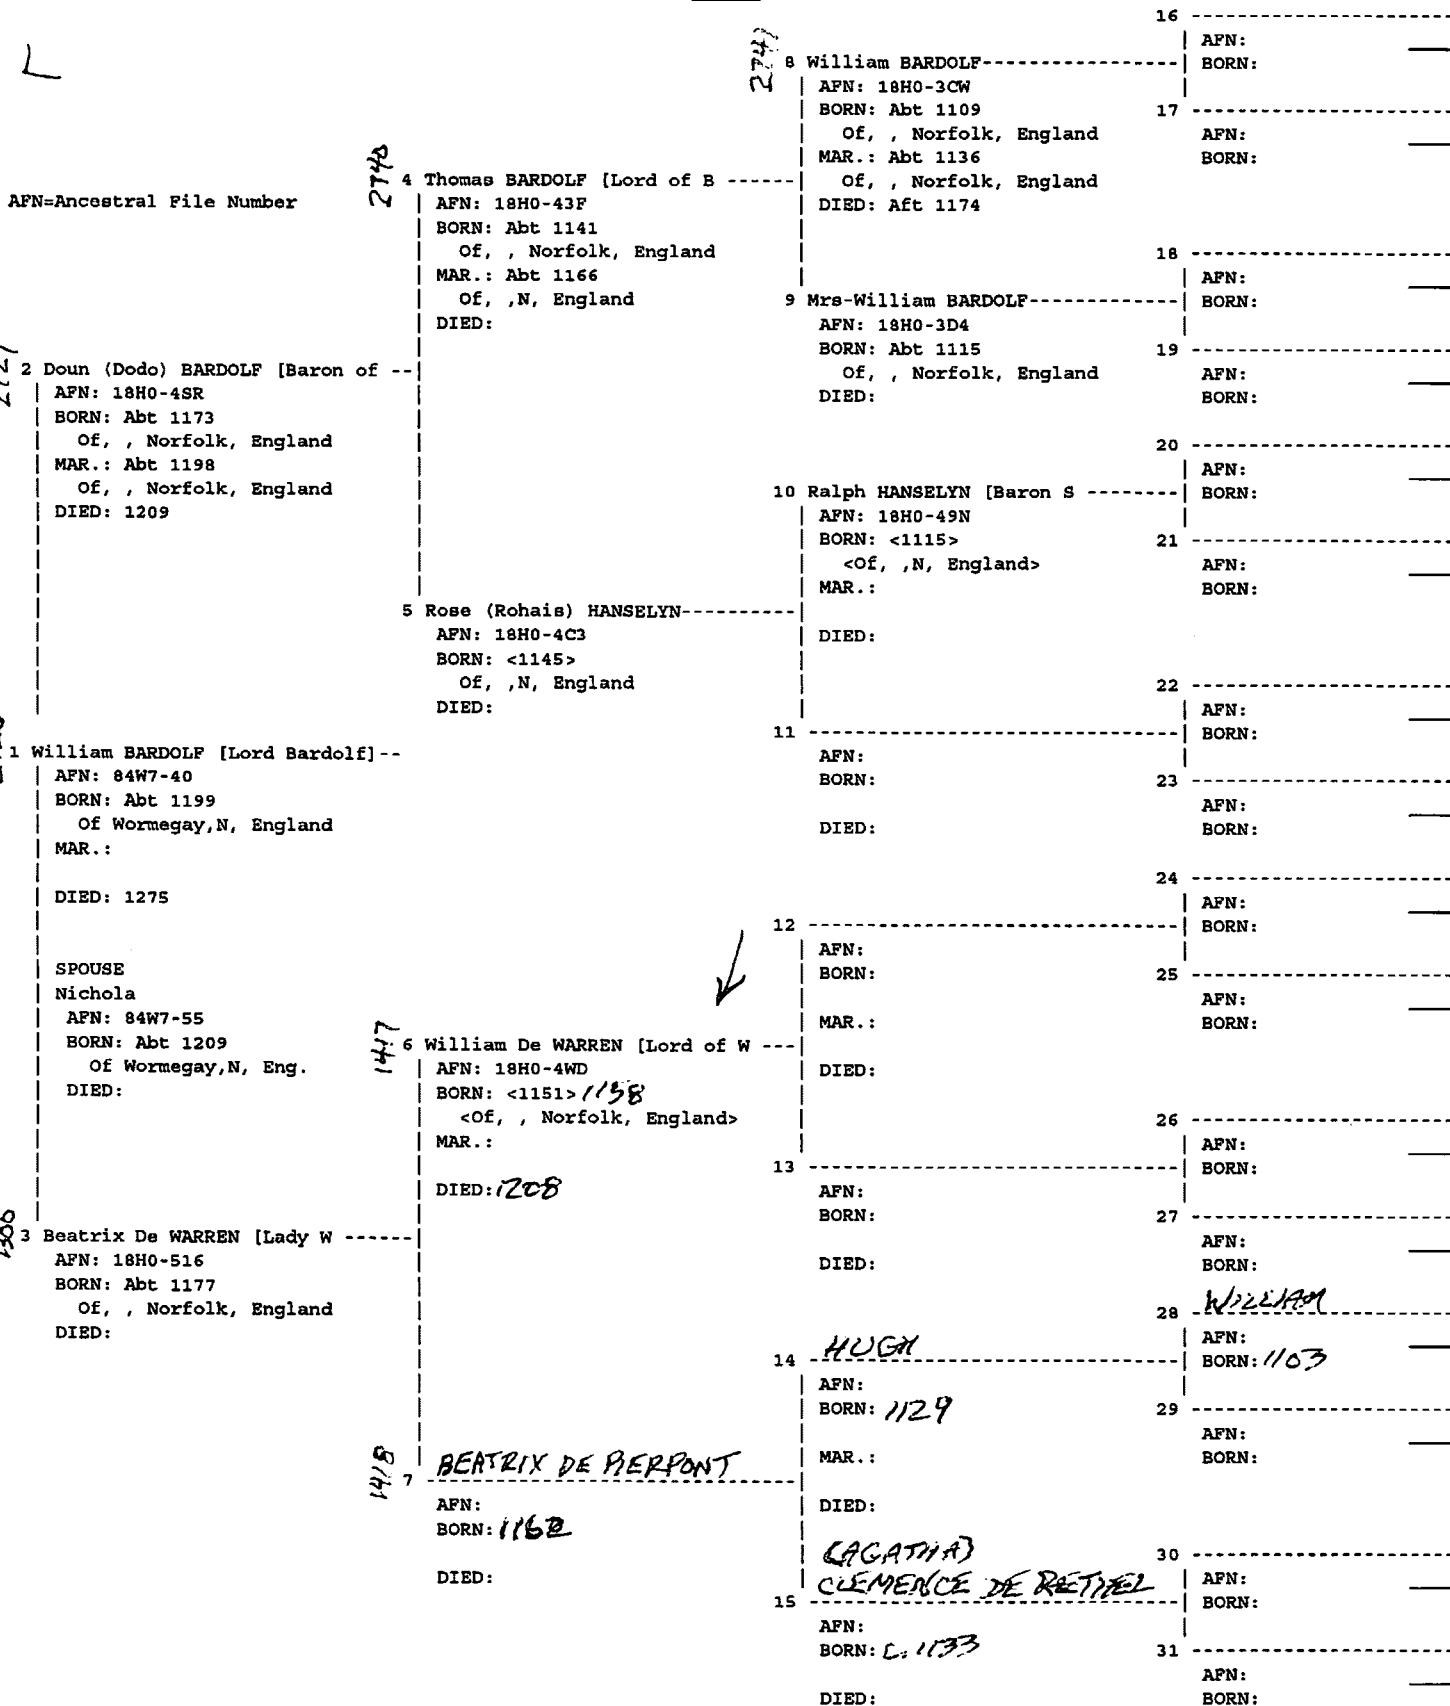 AFN=Ancestral File Number
1 William BARDOLF [Lord Bardolf]--
AFN: 84W7-40
BORN: Abt 1199
Of Wormegay,N, England
MAR.:
DIED: 1275
SPOUSE
Nichola
AFN: 84W7-55
BORN: Abt 1209
Of Wormegay,N, Eng.
DIED:
2 Doun (Dodo) BARDOLF [Baron of --
AFN: 18H0-4SR
BORN: Abt 1173
Of, , Norfolk, England
MAR.: Abt 1198
Of, , Norfolk, England
DIED: 1209
1300
3 Beatrix De WARREN [Lady W ------
AFN: 18H0-516
BORN: Abt 1177
Of, , Norfolk, England
DIED:
2740
4 Thomas BARDOLF [Lord of B ------
AFN: 18H0-43F
BORN: Abt 1141
Of, , Norfolk, England
MAR.: Abt 1166
Of, ,N, England
DIED:
5 Rose (Rohais) HANSELYN----------
AFN: 18H0-4C3
BORN: <1145>
Of, ,N, England
DIED:
1417
6 William De WARREN [Lord of W ---
AFN: 18H0-4WD
BORN: <1151> 1158
<Of, , Norfolk, England>
MAR.:
DIED: 1208
1418
7 BEATRIX DE PIERPONT
AFN:
BORN: 1160
DIED:
2741
8 William BARDOLF----------------
AFN: 18H0-3CW
BORN: Abt 1109
Of, , Norfolk, England
MAR.: Abt 1136
Of, , Norfolk, England
DIED: Aft 1174
9 Mrs-William BARDOLF------------
AFN: 18H0-3D4
BORN: Abt 1115
Of, , Norfolk, England
DIED:
10 Ralph HANSELYN [Baron S --------
AFN: 18H0-49N
BORN: <1115>
<Of, ,N, England>
MAR.:
DIED:
11
AFN:
BORN:
DIED:
12
AFN:
BORN:
MAR.:
DIED:
13
AFN:
BORN:
DIED:
14 HUGH
AFN:
BORN: 1129
MAR.:
DIED:
(AGATHA)
15 CLEMENCE DE RETHEL
AFN:
BORN: C. 1133
DIED:
16
AFN:
BORN:
17
AFN:
BORN:
18
AFN:
BORN:
19
AFN:
BORN:
20
AFN:
BORN:
21
AFN:
BORN:
22
AFN:
BORN:
23
AFN:
BORN:
24
AFN:
BORN:
25
AFN:
BORN:
26
AFN:
BORN:
27
AFN:
BORN:
28 WILLIAM
AFN:
BORN: 1103
29
AFN:
BORN:
30
AFN:
BORN:
31
AFN:
BORN: